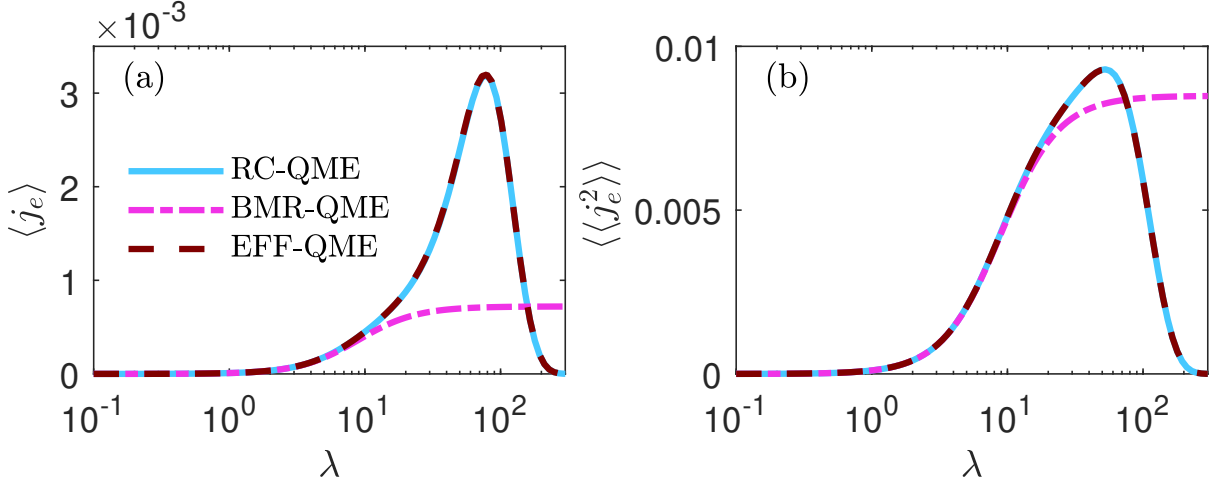 ×10⁻³
(a)
3
2
1
0
⟨j_e⟩
RC-QME
BMR-QME
EFF-QME
10⁻¹ 10⁰ 10¹ 10²
λ
(b)
0.01
0.005
0
⟨⟨j_e²⟩⟩
10⁻¹ 10⁰ 10¹ 10²
λ